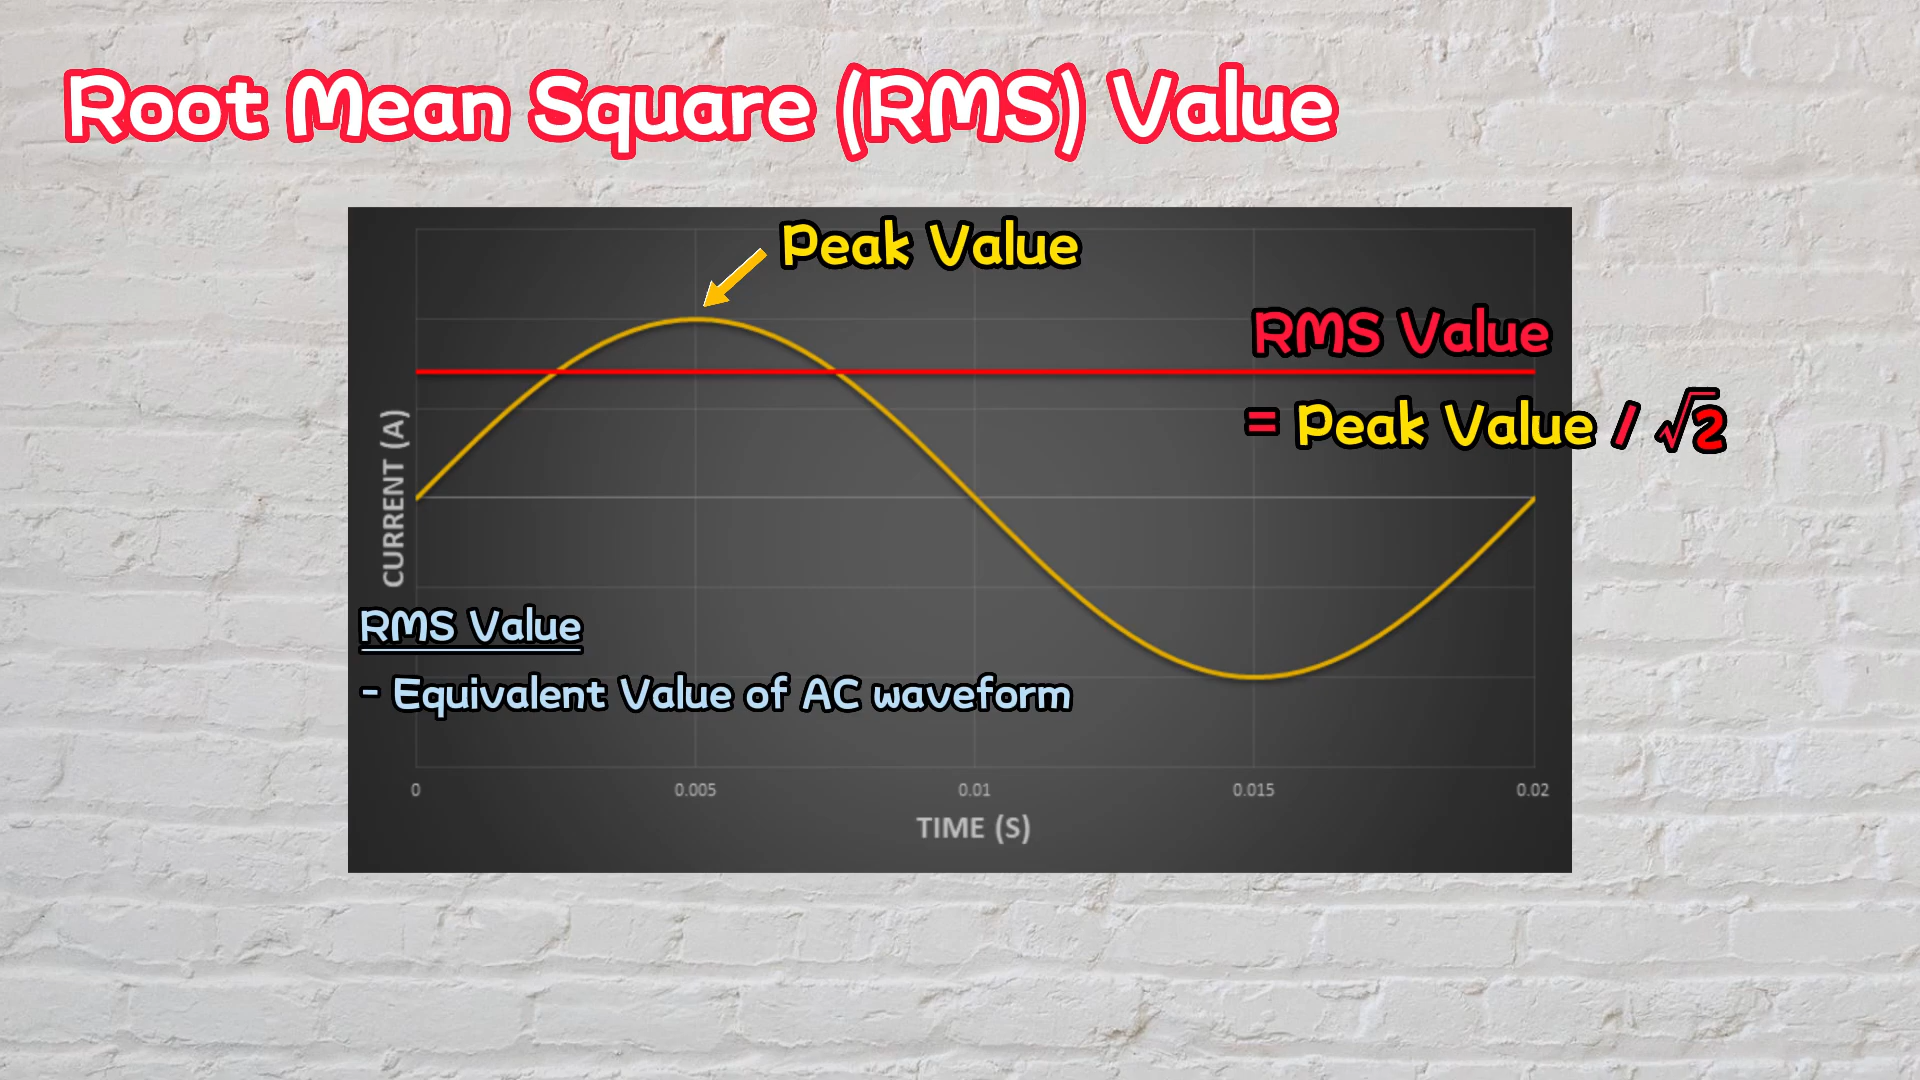 Root Mean Square (RMS) Value
Peak Value
RMS Value
= Peak Value / √2
CURRENT (A)
RMS Value
- Equivalent Value of AC waveform
0 0.005 0.01 0.015 0.02
TIME (S)